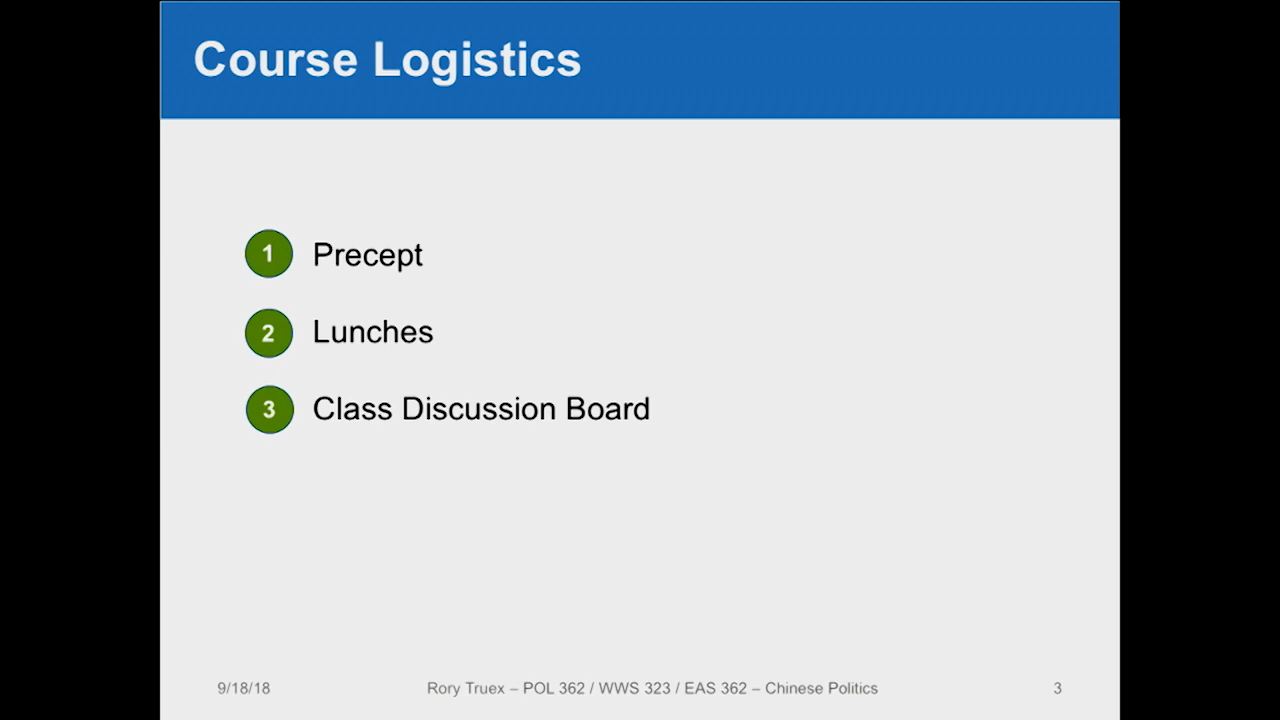 Course Logistics
1 Precept
2 Lunches
3 Class Discussion Board
9/18/18 Rory Truex – POL 362 / WWS 323 / EAS 362 – Chinese Politics 3